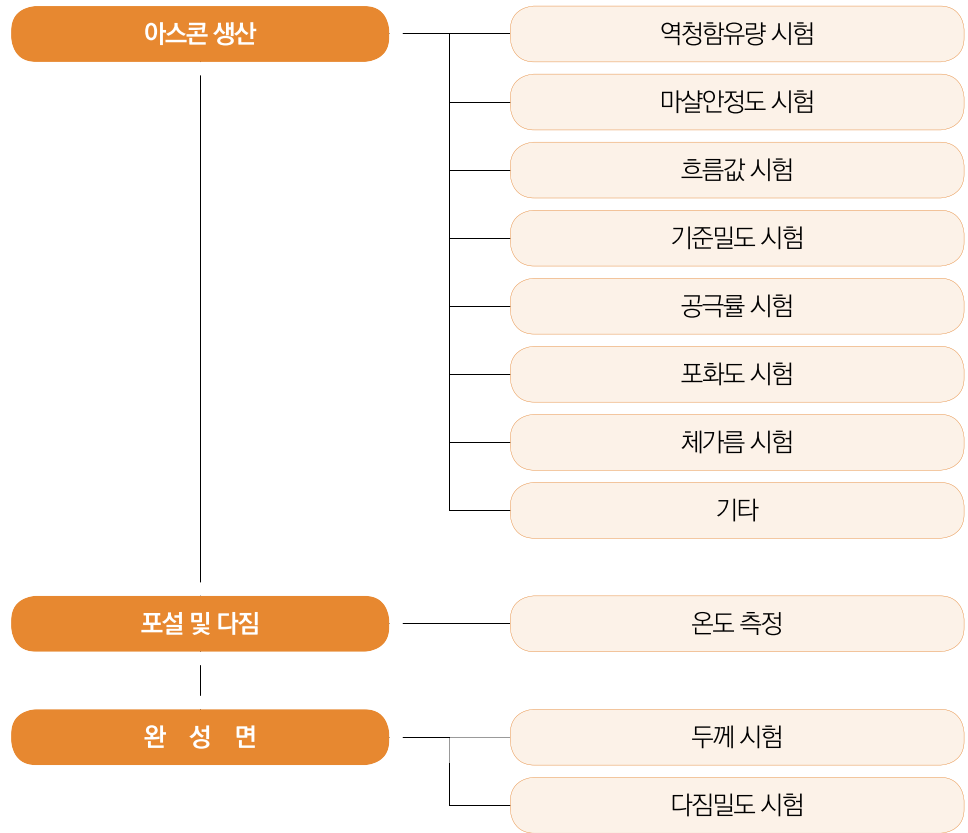 아스콘 생산
역청함유량 시험
마샬안정도 시험
흐름값 시험
기준밀도 시험
공극률 시험
포화도 시험
체가름 시험
기타
포설 및 다짐
온도 측정
완 성 면
두께 시험
다짐밀도 시험